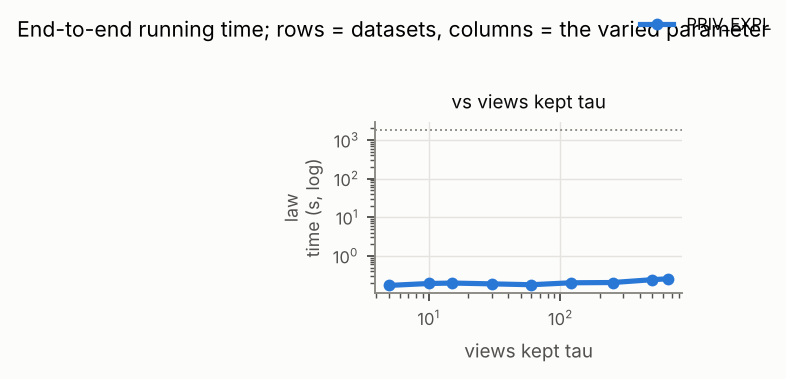 End-to-end running time; rows = datasets, columns = the varied parameter
PRIV_EXPL
vs views kept tau
law
time (s, log)
10³
10²
10¹
10⁰
10¹ 10²
views kept tau